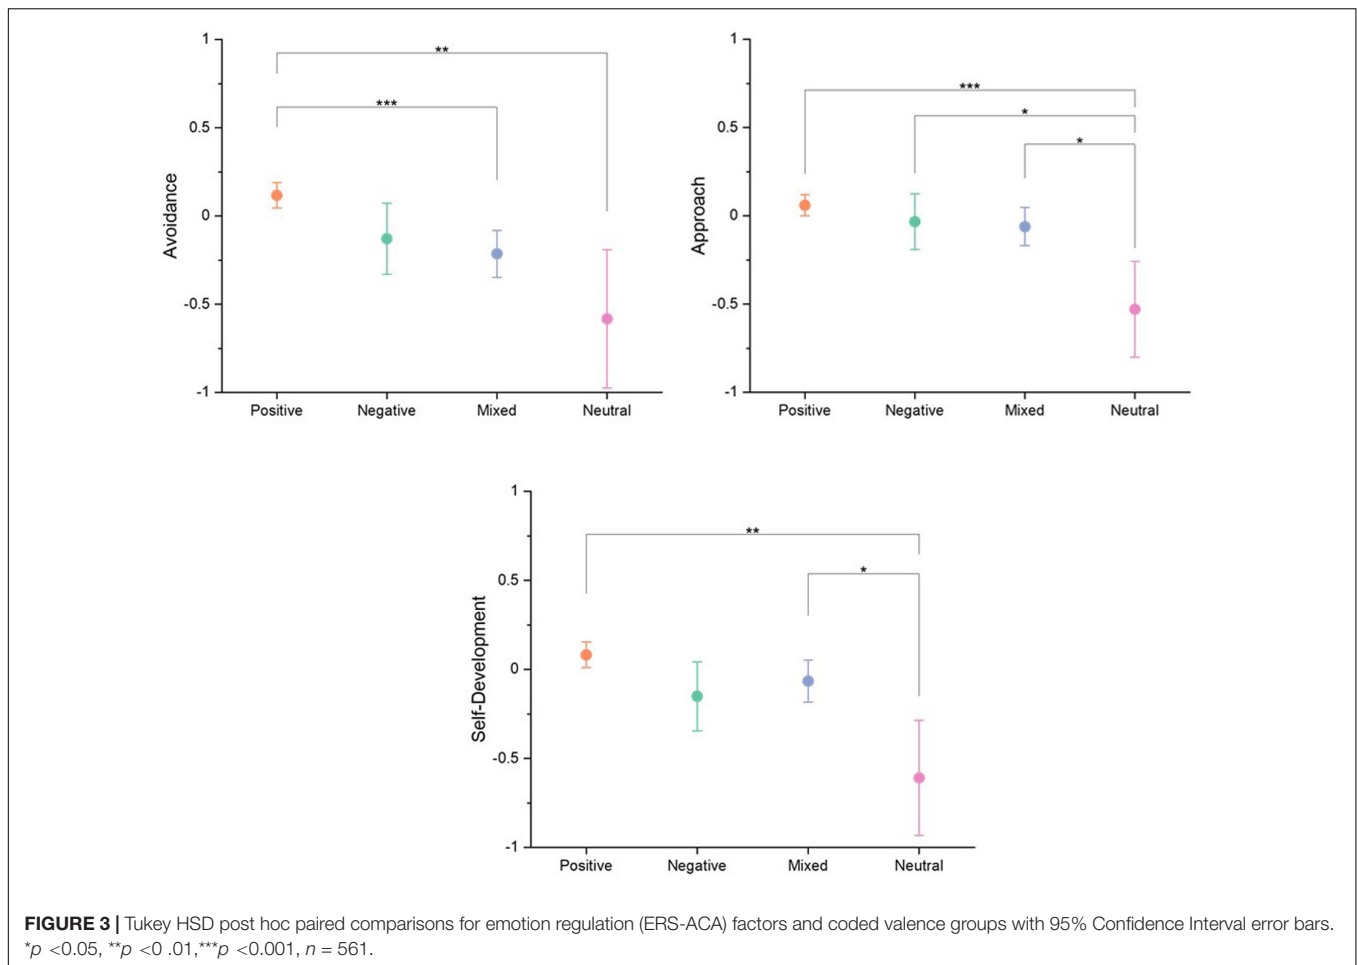 1
0.5
0
-0.5
-1
Avoidance
**
***
Positive
Negative
Mixed
Neutral
1
0.5
0
-0.5
-1
Approach
***
*
*
Positive
Negative
Mixed
Neutral
1
0.5
0
-0.5
-1
Self-Development
**
*
Positive
Negative
Mixed
Neutral
FIGURE 3 | Tukey HSD post hoc paired comparisons for emotion regulation (ERS-ACA) factors and coded valence groups with 95% Confidence Interval error bars.
*p <0.05, **p <0 .01,***p <0.001, n = 561.